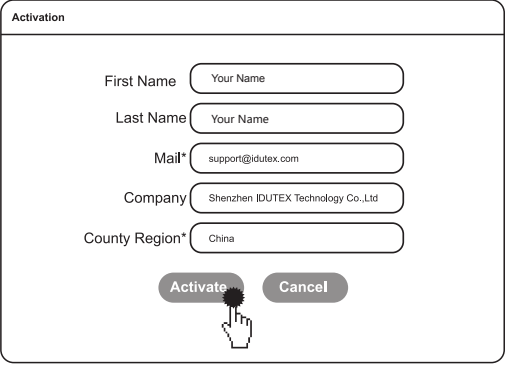 Activation
First Name Your Name
Last Name Your Name
Mail* support@idutex.com
Company Shenzhen IDUTEX Technology Co.,Ltd
County Region* China
Activate Cancel